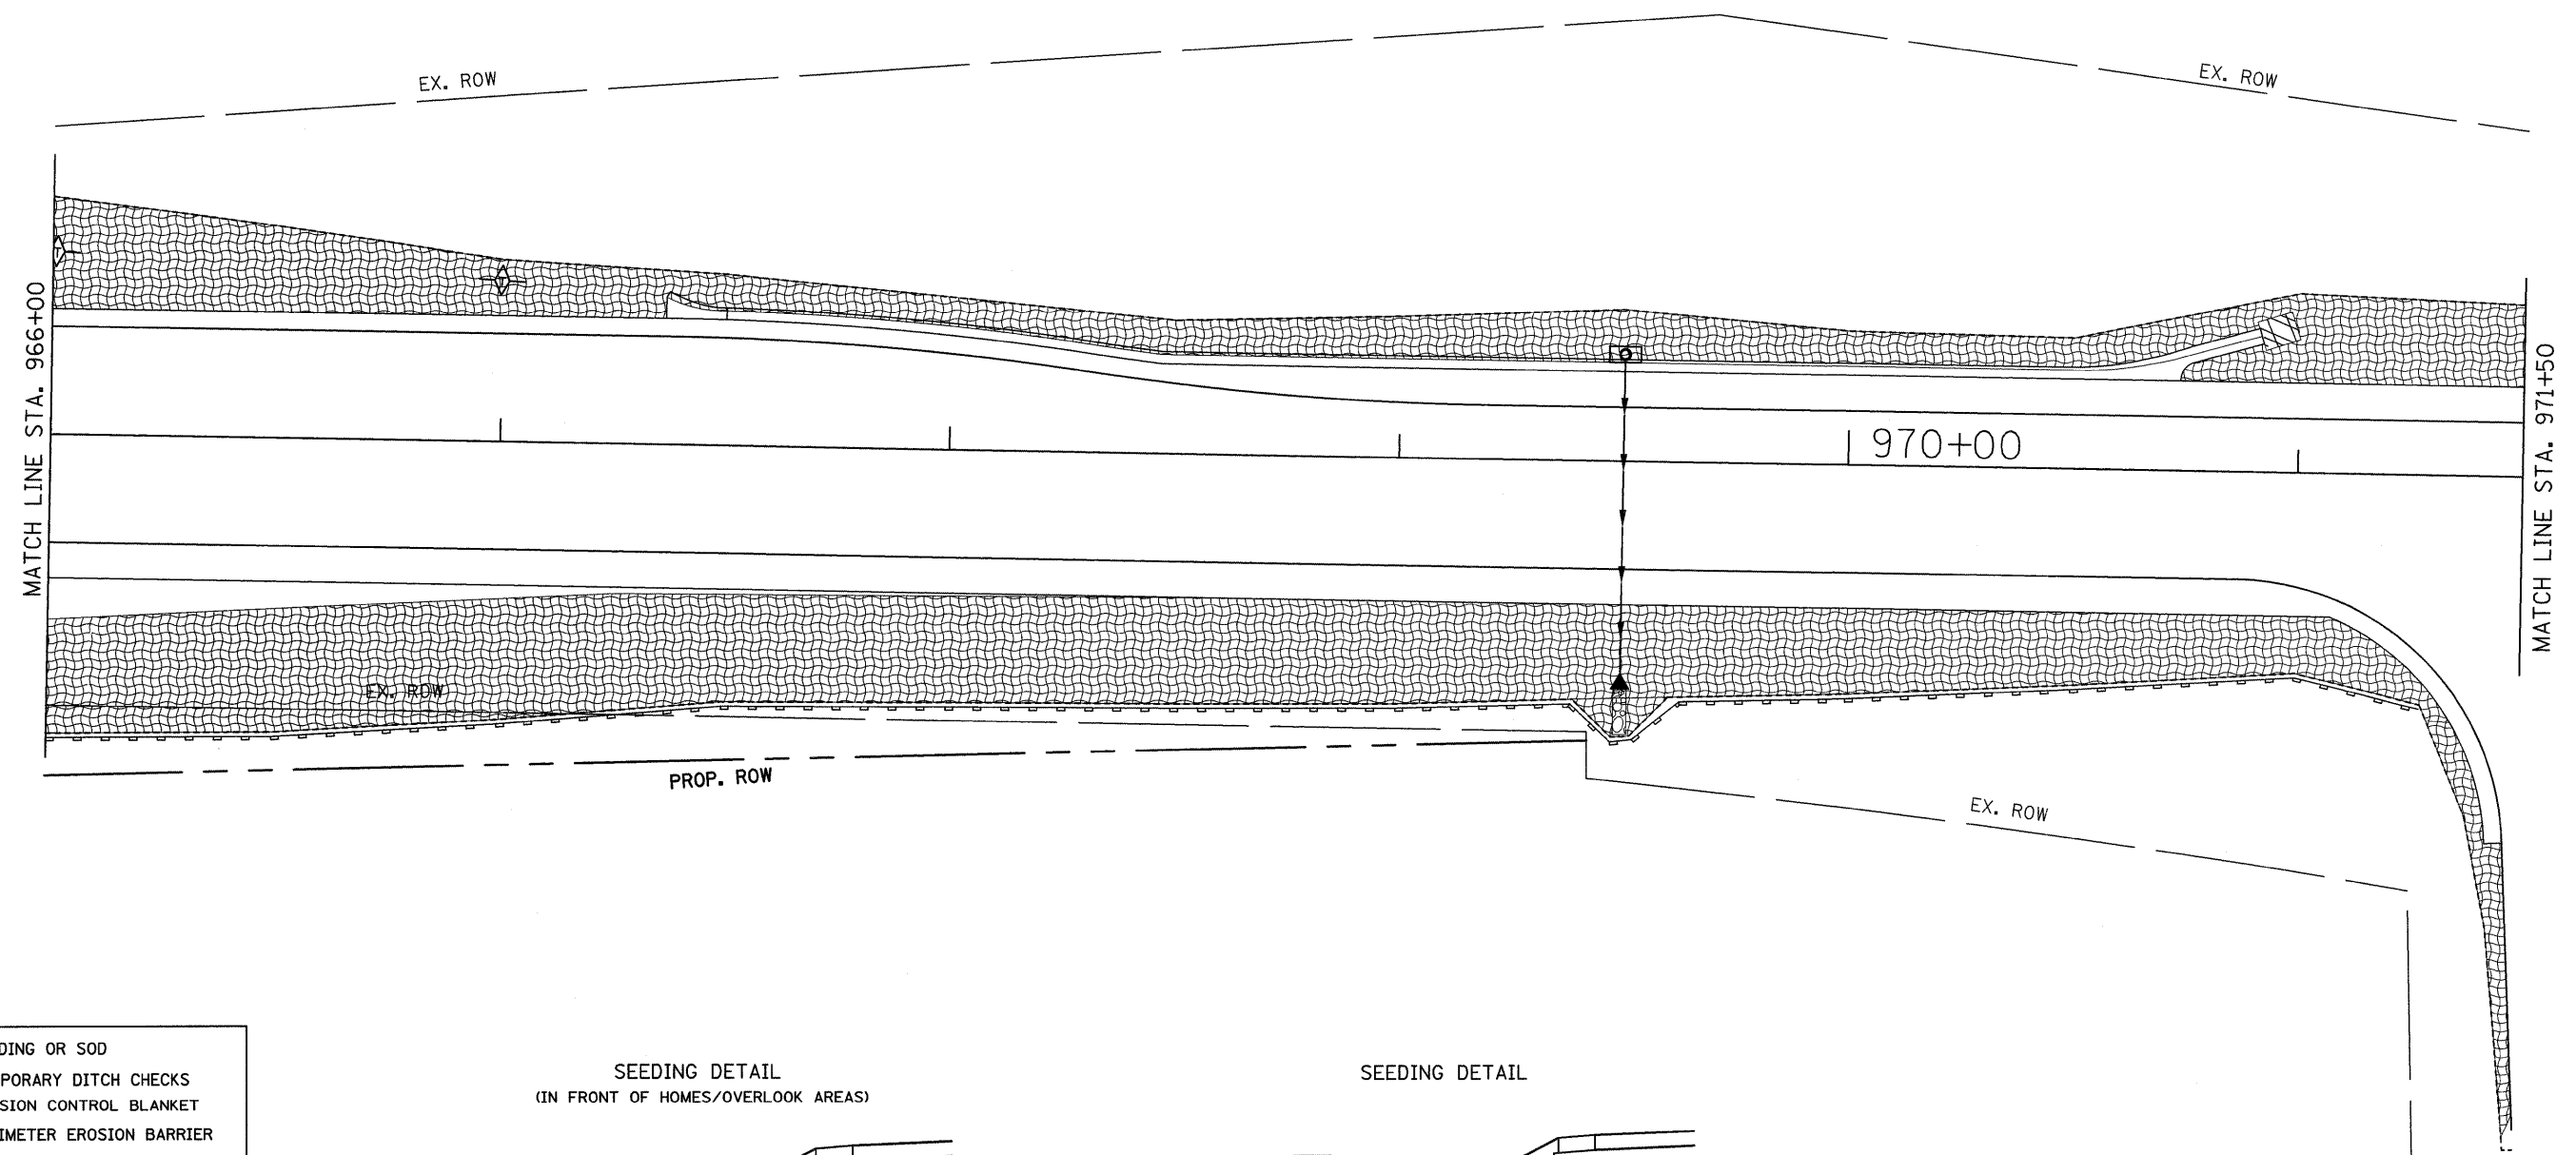 EX. ROW
EX. ROW
MATCH LINE STA. 966+00
970+00
MATCH LINE STA. 971+50
EX. ROW
PROP. ROW
EX. ROW
DING OR SOD
PORARY DITCH CHECKS
SION CONTROL BLANKET
IMETER EROSION BARRIER
SEEDING DETAIL
(IN FRONT OF HOMES/OVERLOOK AREAS)
SEEDING DETAIL